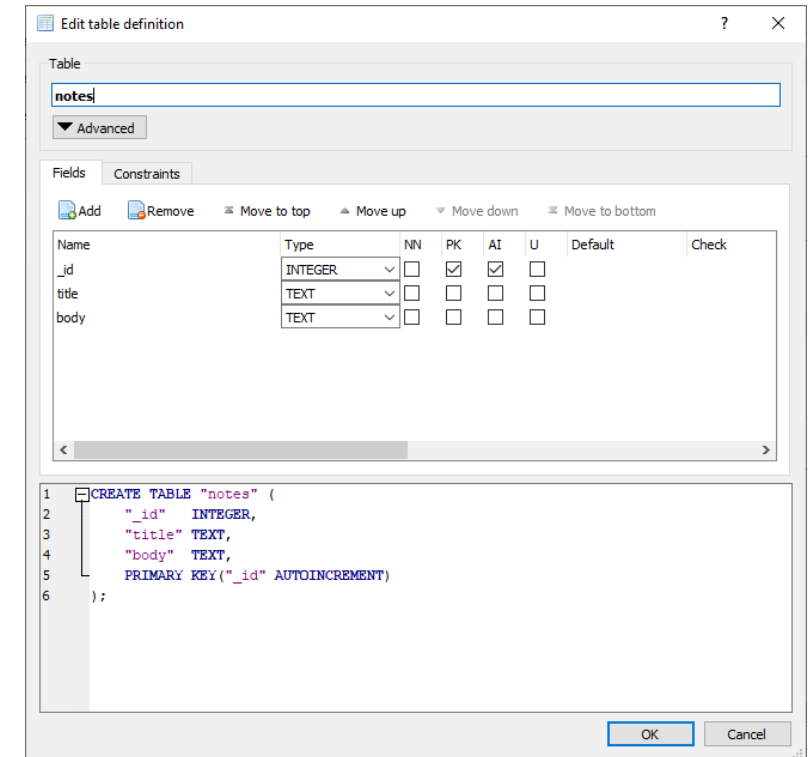 Edit table definition ?
Table
notes
Advanced
Fields Constraints
Add Remove Move to top Move up Move down Move to bottom
Name Type NN PK AI U Default Check
_id INTEGER
title TEXT
body TEXT
1 CREATE TABLE "notes" (
2 "_id" INTEGER,
3 "title" TEXT,
4 "body" TEXT,
5 PRIMARY KEY("_id" AUTOINCREMENT)
6 );
OK Cancel